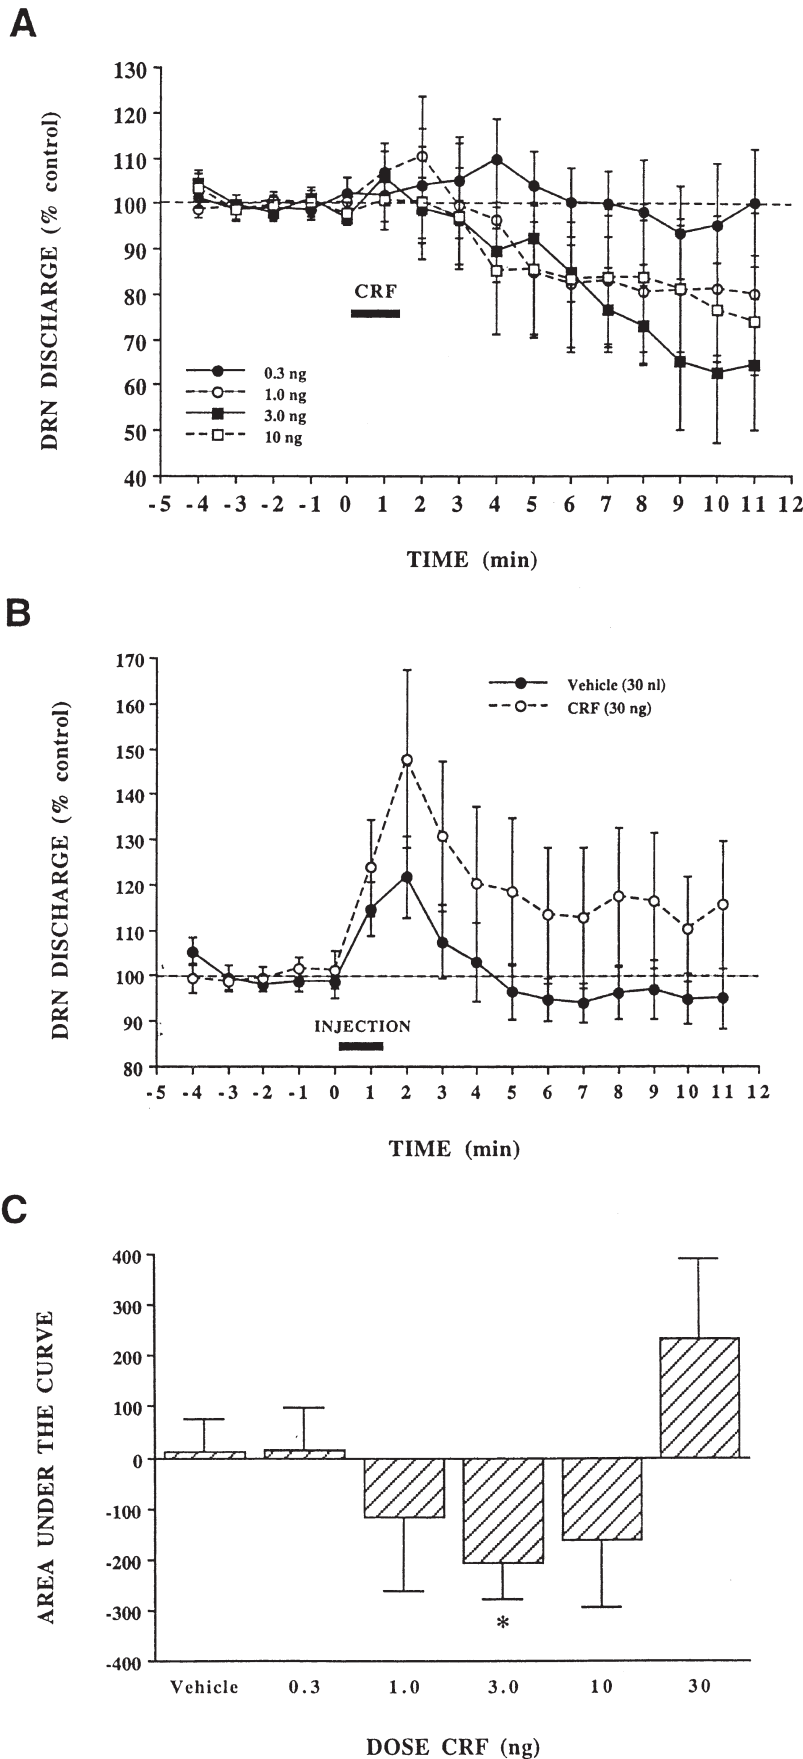 A
DRN DISCHARGE (% control)
130
120
110
100
90
80
70
60
50
40
CRF
0.3 ng
1.0 ng
3.0 ng
10 ng
-5 -4 -3 -2 -1 0 1 2 3 4 5 6 7 8 9 10 11 12
TIME (min)
B
DRN DISCHARGE (% control)
170
160
150
140
130
120
110
100
90
80
Vehicle (30 nl)
CRF (30 ng)
INJECTION
-5 -4 -3 -2 -1 0 1 2 3 4 5 6 7 8 9 10 11 12
TIME (min)
C
AREA UNDER THE CURVE
400
300
200
100
0
-100
-200
-300
-400
*
Vehicle 0.3 1.0 3.0 10 30
DOSE CRF (ng)